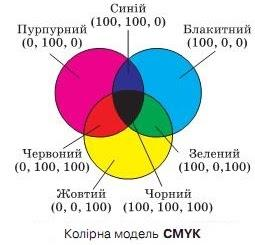 Синій
(100, 100, 0)
Пурпурний
(0, 100, 0)
Блакитний
(100, 0, 0)
Червоний
(0, 100, 100)
Зелений
(100, 0,100)
Жовтий
(0, 0, 100)
Чорний
(100, 100, 100)
Колірна модель CMYK